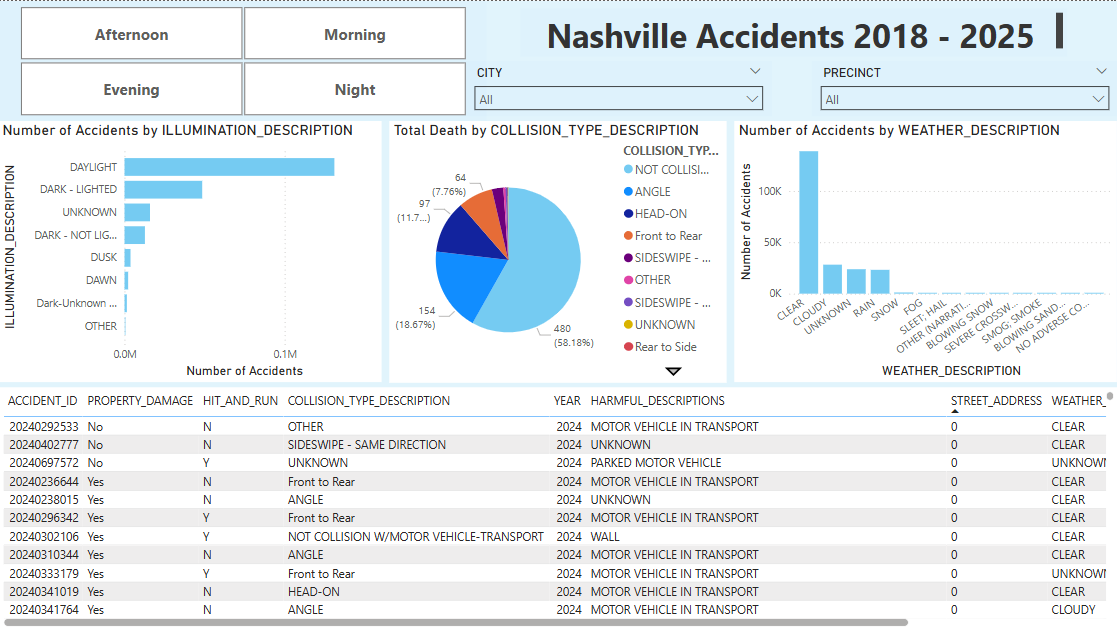 Afternoon
Morning
Evening
Night
Nashville Accidents 2018 - 2025
CITY
All
PRECINCT
All
Number of Accidents by ILLUMINATION_DESCRIPTION
ILLUMINATION_DESCRIPTION
DAYLIGHT
DARK - LIGHTED
UNKNOWN
DARK - NOT LIG...
DUSK
DAWN
Dark-Unknown ...
OTHER
0.0M 0.1M
Number of Accidents
Total Death by COLLISION_TYPE_DESCRIPTION
64
(7.76%)
97
(11.7...)
154
(18.67%)
480
(58.18%)
COLLISION_TYP...
NOT COLLISI...
ANGLE
HEAD-ON
Front to Rear
SIDESWIPE - ...
OTHER
SIDESWIPE - ...
UNKNOWN
Rear to Side
Number of Accidents by WEATHER_DESCRIPTION
Number of Accidents
100K
50K
0K
CLEAR
CLOUDY
UNKNOWN
RAIN
SNOW
FOG
SLEET; HAIL
OTHER (NARRATI...
BLOWING SNOW
SEVERE CROSSW...
SMOG; SMOKE
BLOWING SAND...
NO ADVERSE CO...
WEATHER_DESCRIPTION
ACCIDENT_ID PROPERTY_DAMAGE HIT_AND_RUN COLLISION_TYPE_DESCRIPTION YEAR HARMFUL_DESCRIPTIONS STREET_ADDRESS WEATHER_
20240292533 No N OTHER 2024 MOTOR VEHICLE IN TRANSPORT 0 CLEAR
20240402777 No N SIDESWIPE - SAME DIRECTION 2024 UNKNOWN 0 CLEAR
20240697572 No Y UNKNOWN 2024 PARKED MOTOR VEHICLE 0 UNKNOWN
20240236644 Yes N Front to Rear 2024 MOTOR VEHICLE IN TRANSPORT 0 CLEAR
20240238015 Yes N ANGLE 2024 UNKNOWN 0 CLEAR
20240296342 Yes Y Front to Rear 2024 MOTOR VEHICLE IN TRANSPORT 0 CLEAR
20240302106 Yes Y NOT COLLISION W/MOTOR VEHICLE-TRANSPORT 2024 WALL 0 CLEAR
20240310344 Yes N ANGLE 2024 MOTOR VEHICLE IN TRANSPORT 0 CLEAR
20240333179 Yes Y Front to Rear 2024 MOTOR VEHICLE IN TRANSPORT 0 UNKNOWN
20240341019 Yes N HEAD-ON 2024 MOTOR VEHICLE IN TRANSPORT 0 CLEAR
20240341764 Yes N ANGLE 2024 MOTOR VEHICLE IN TRANSPORT 0 CLOUDY